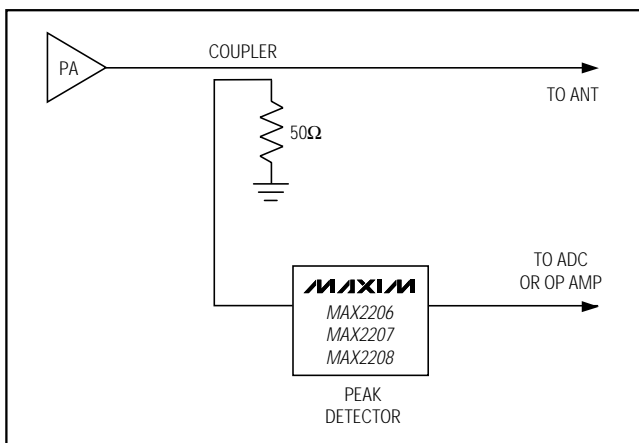 PA
COUPLER
TO ANT
50Ω
TO ADC
OR OP AMP
MAXIM
MAX2206
MAX2207
MAX2208
PEAK
DETECTOR